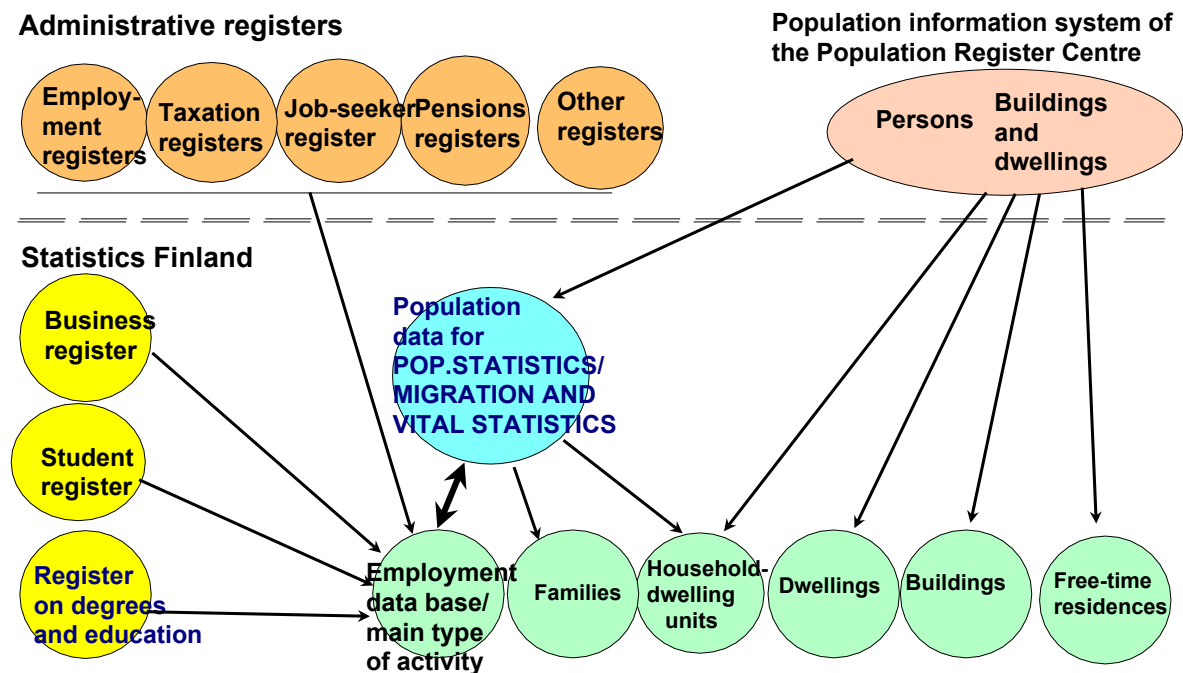 Administrative registers
Population information system of
the Population Register Centre
Employ-
ment
registers
Taxation
registers
Job-seeker
register
Pensions
registers
Other
registers
Persons
Buildings
and
dwellings
Statistics Finland
Business
register
Student
register
Register
on degrees
and education
Population
data for
POP.STATISTICS/
MIGRATION AND
VITAL STATISTICS
Employment
data base/
main type
of activity
Families
Household-
dwelling
units
Dwellings
Buildings
Free-time
residences